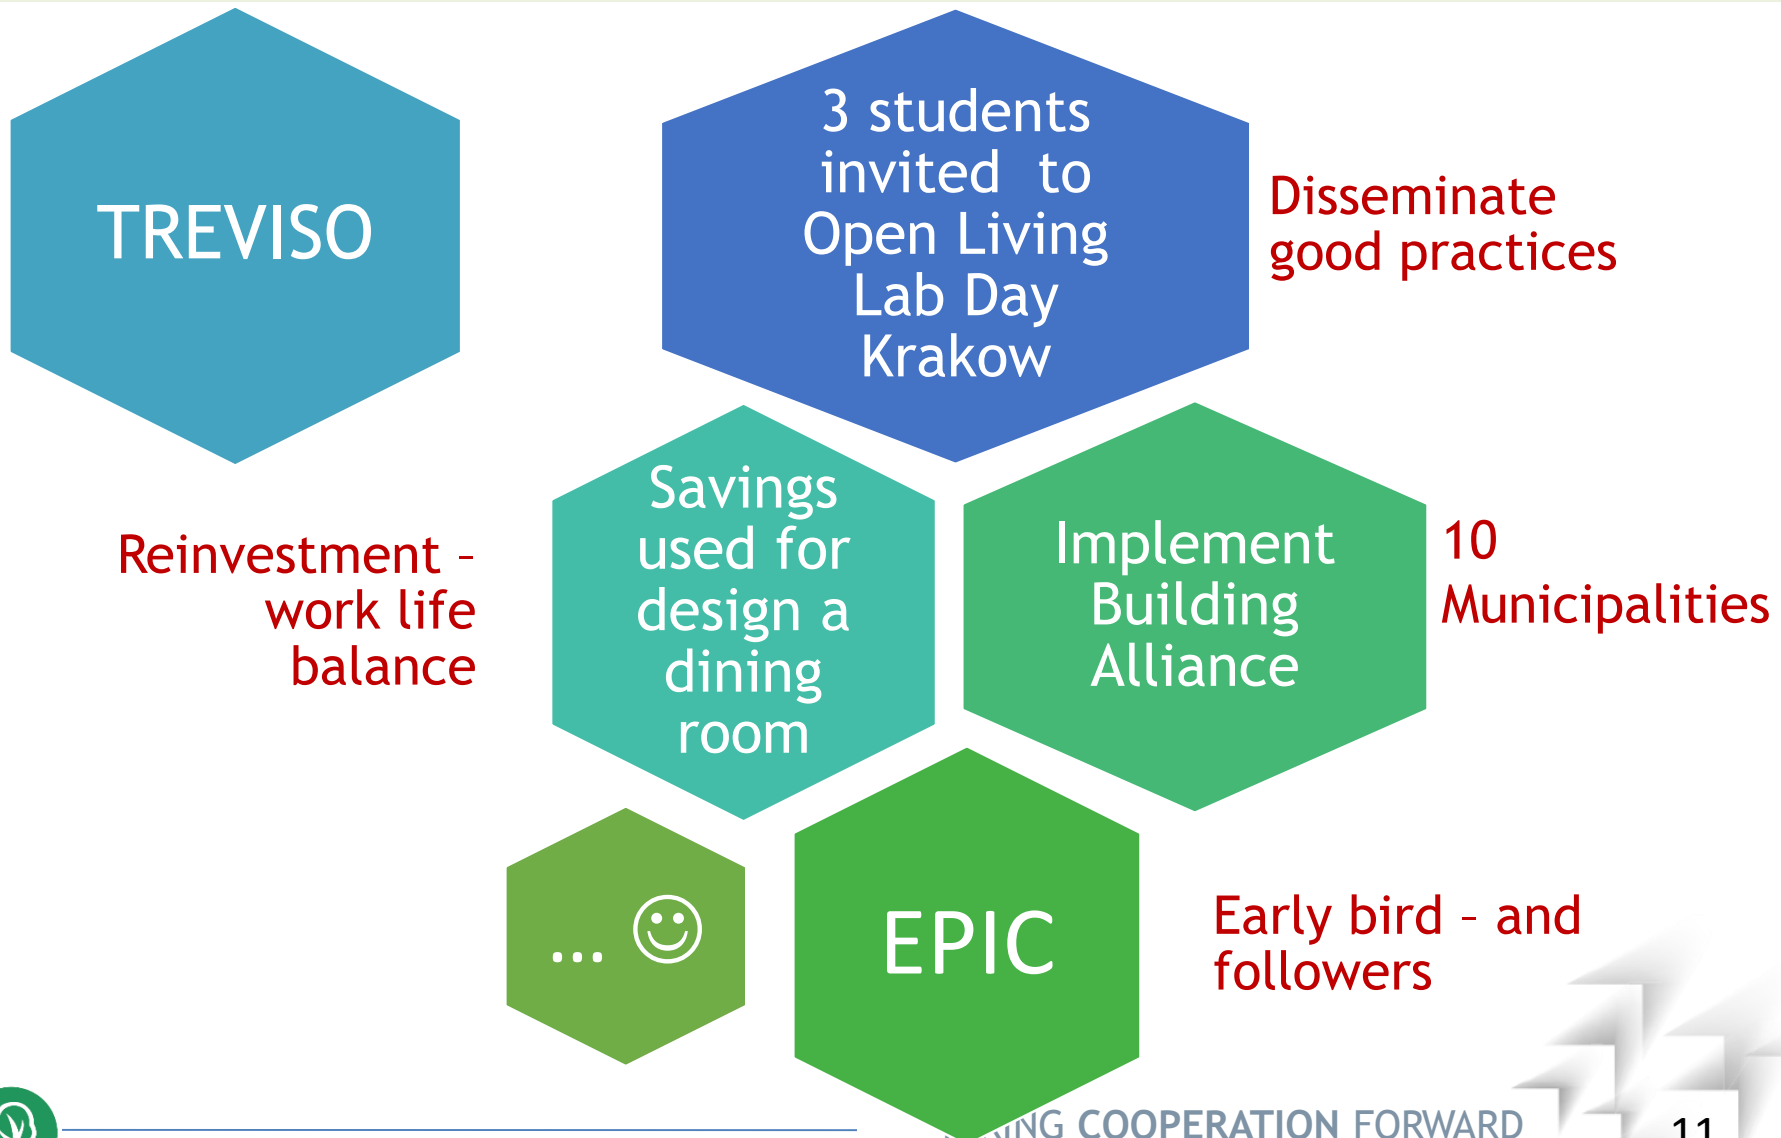 TREVISO
3 students
invited to
Open Living
Lab Day
Krakow
Disseminate
good practices
Reinvestment –
work life
balance
Savings
used for
design a
dining
room
Implement
Building
Alliance
10
Municipalities
... ☺
EPIC
Early bird – and
followers
COOPERATION FORWARD
11